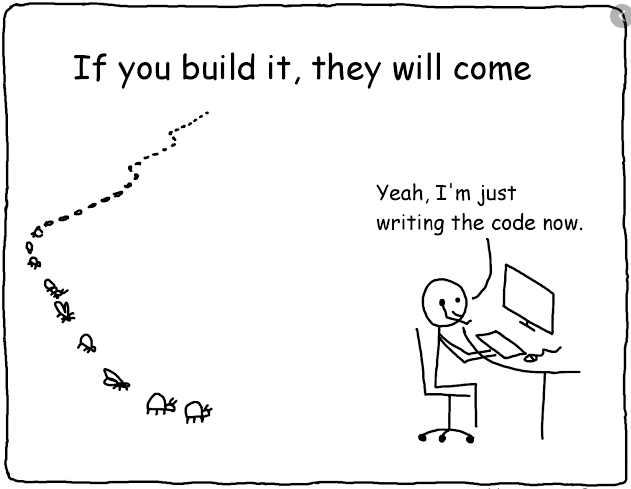 If you build it, they will come
Yeah, I'm just
writing the code now.